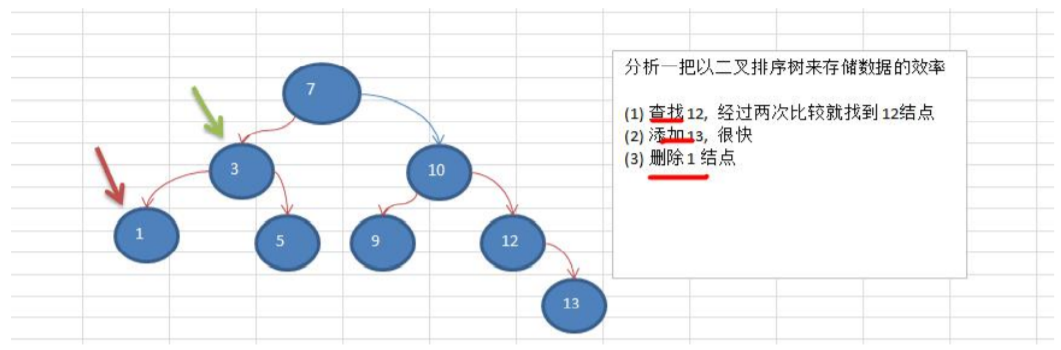 7
3
10
1
5
9
12
13
分析一把以二叉排序树来存储数据的效率
(1) 查找12, 经过两次比较就找到12结点
(2) 添加13, 很快
(3) 删除1 结点